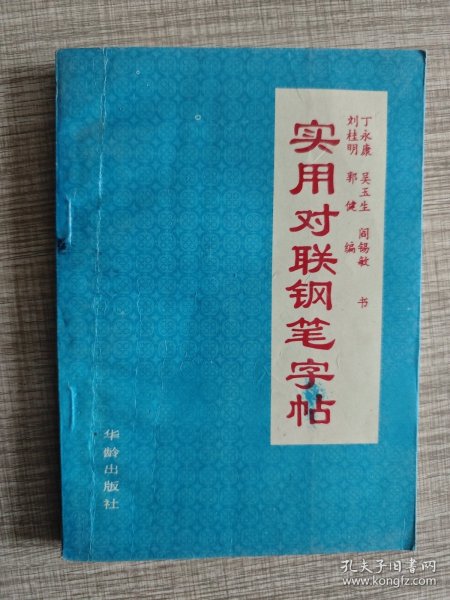 丁永康 吴玉生 阎锡敏 书
刘桂明 郭健 编
实用对联钢笔字帖
华龄出版社
孔夫子旧书网
www.kongfz.com